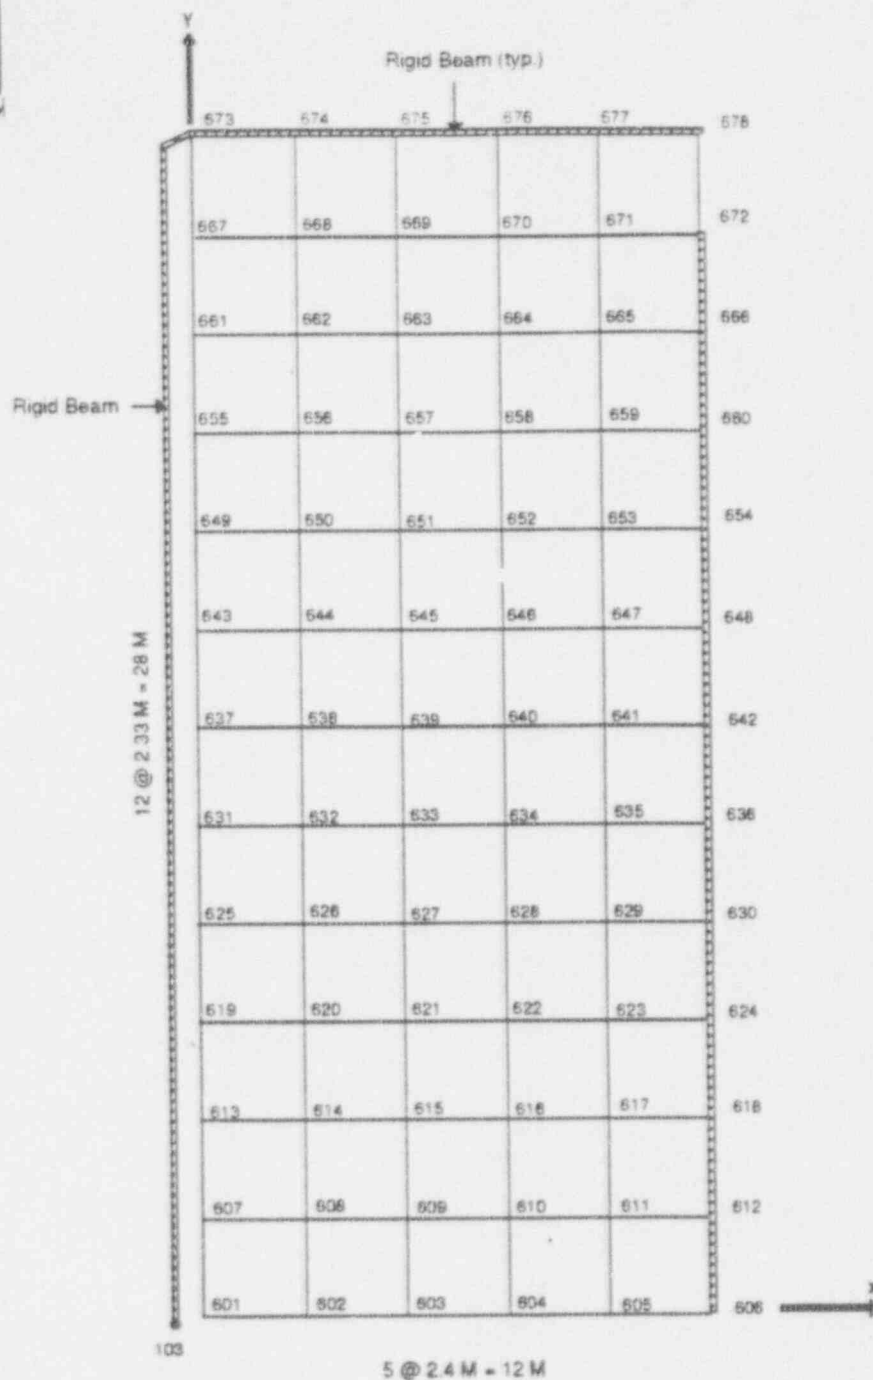 Y
Rigid Beam (typ.)
673 674 675 676 677 678
667 668 669 670 671 672
661 662 663 664 665 666
Rigid Beam
655 656 657 658 659 660
649 650 651 652 653 654
643 644 645 646 647 648
12 @ 2.33 M = 28 M
637 638 639 640 641 642
631 632 633 634 635 636
625 626 627 628 629 630
619 620 621 622 623 624
613 614 615 616 617 618
607 608 609 610 611 612
601 602 603 604 605 606
103
5 @ 2.4 M = 12 M